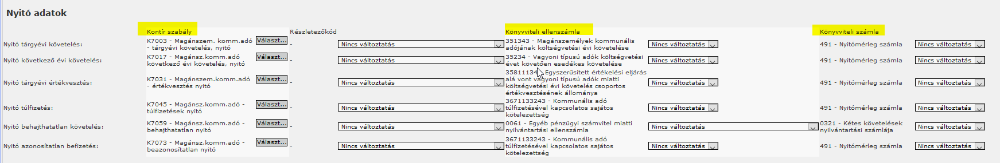 Nyitó adatok
Kontír szabály Részletezőkód Könyvviteli ellenszámla Könyvviteli számla
Nyitó tárgyévi követelés: K7003 - Magánszem. komm.adó - tárgyévi követelés, nyitó Választ... - Nincs változtatás 351343 - Magánszemélyek kommunális adójának költségvetési évi követelése Nincs változtatás 491 - Nyitómérleg számla Nincs változtatás
Nyitó következő évi követelés: K7017 - Magánsz.komm.adó következő évi követelés, nyitó Választ... - Nincs változtatás 35234 - Vagyoni típusú adók költségvetési évet követően esedékes követelése Nincs változtatás 491 - Nyitómérleg számla Nincs változtatás
Nyitó tárgyévi értékvesztés: K7031 - Magánszem.komm.adó - értékvesztés nyitó Választ... - Nincs változtatás Egyszerűsített értékelési eljárás alá vont vagyoni típusú adók miatti költségvetési évi követelés csoportos értékvesztésének állománya Nincs változtatás 491 - Nyitómérleg számla Nincs változtatás
Nyitó túlfizetés: K7045 - Magánsz.komm.adó - túlfizetések nyitó Választ... - Nincs változtatás 3671133243 - Kommunális adó túlfizetésével kapcsolatos sajátos kötelezettség Nincs változtatás 491 - Nyitómérleg számla Nincs változtatás
Nyitó behajthatatlan követelés: K7059 - Magánsz.komm.adó - behajthatatlan nyitó Választ... - Nincs változtatás 0061 - Egyéb pénzügyi számvitel miatti nyilvántartási ellenszámla Nincs változtatás 0321 - Kétes követelések nyilvántartási számlája Nincs változtatás
Nyitó azonosítatlan befizetés: K7073 - Magánsz.komm.adó - beazonosítatlan nyitó Választ... - Nincs változtatás 3671133243 - Kommunális adó túlfizetésével kapcsolatos sajátos kötelezettség Nincs változtatás 491 - Nyitómérleg számla Nincs változtatás